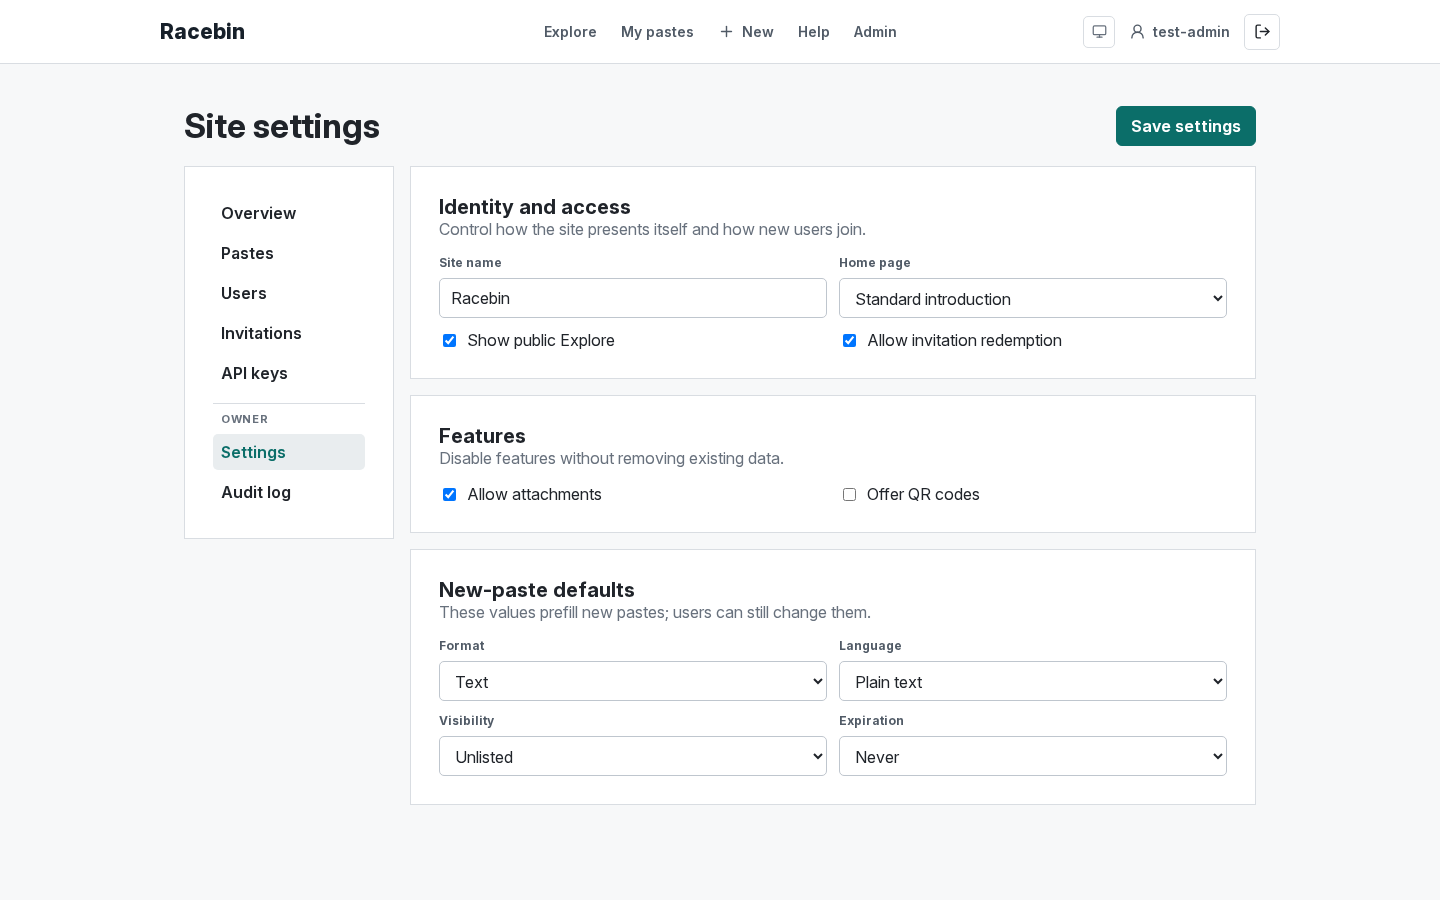 Racebin
Explore
My pastes
New
Help
Admin
test-admin
Site settings
Save settings
Overview
Pastes
Users
Invitations
API keys
OWNER
Settings
Audit log
Identity and access
Control how the site presents itself and how new users join.
Site name
Home page
Racebin
Standard introduction
Show public Explore
Allow invitation redemption
Features
Disable features without removing existing data.
Allow attachments
Offer QR codes
New-paste defaults
These values prefill new pastes; users can still change them.
Format
Language
Text
Plain text
Visibility
Expiration
Unlisted
Never